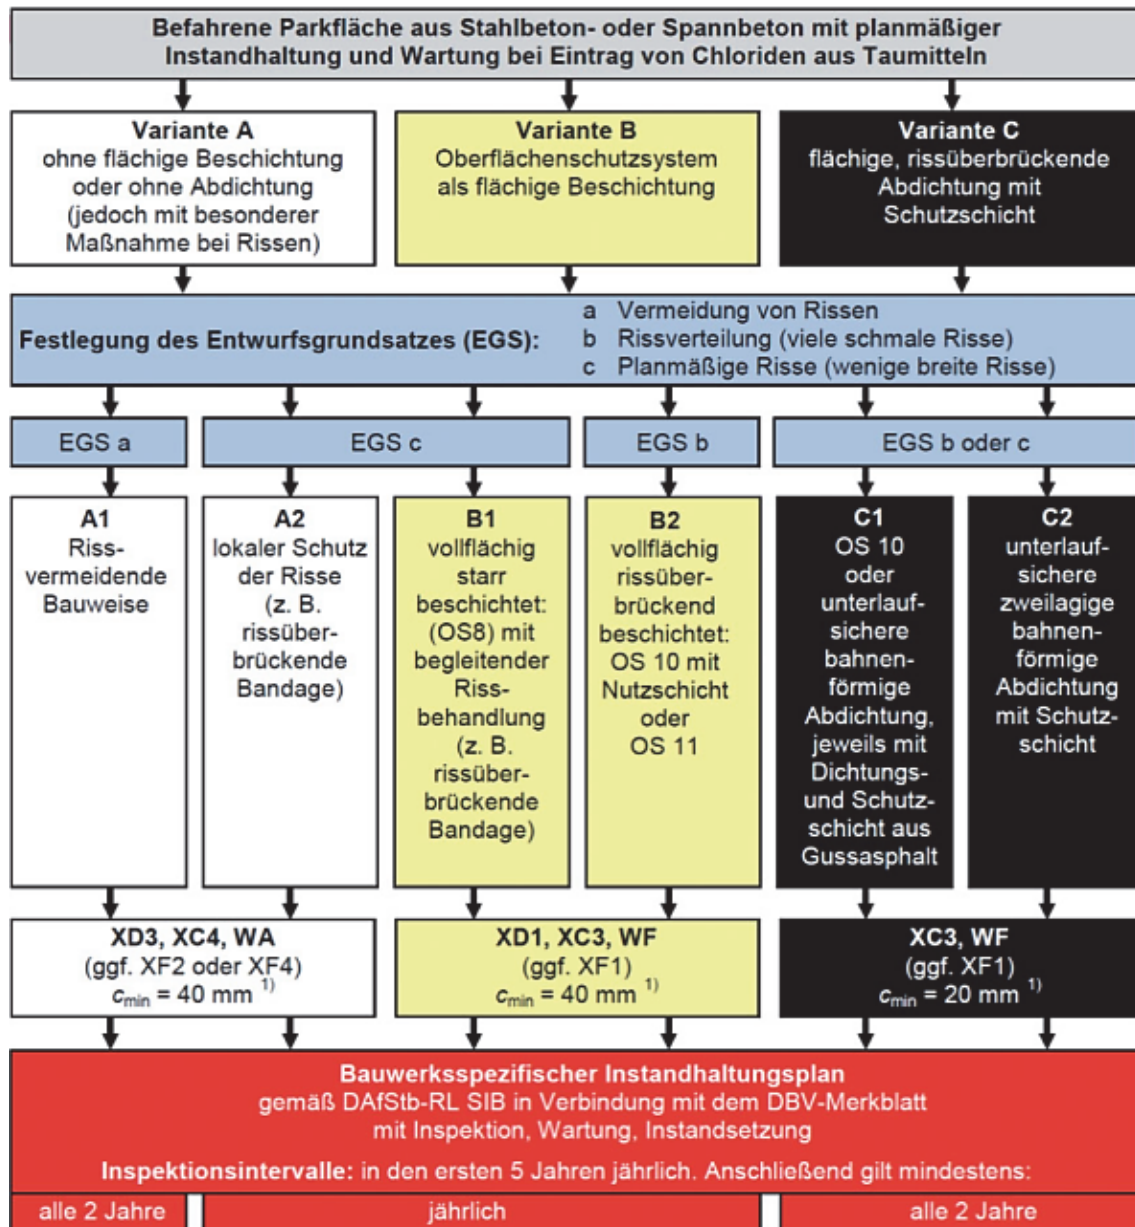 Befahrene Parkfläche aus Stahlbeton- oder Spannbeton mit planmäßiger
Instandhaltung und Wartung bei Eintrag von Chloriden aus Taumitteln
Variante A
ohne flächige Beschichtung
oder ohne Abdichtung
(jedoch mit besonderer
Maßnahme bei Rissen)
Variante B
Oberflächenschutzsystem
als flächige Beschichtung
Variante C
flächige, rissüberbrückende
Abdichtung mit
Schutzschicht
Festlegung des Entwurfsgrundsatzes (EGS):
a Vermeidung von Rissen
b Rissverteilung (viele schmale Risse)
c Planmäßige Risse (wenige breite Risse)
EGS a
EGS c
EGS b
EGS b oder c
A1
Riss-
vermeidende
Bauweise
A2
lokaler Schutz
der Risse
(z. B.
rissüber-
brückende
Bandage)
B1
vollflächig
starr
beschichtet:
(OS8) mit
begleitender
Riss-
behandlung
(z. B.
rissüber-
brückende
Bandage)
B2
vollflächig
rissüber-
brückend
beschichtet:
OS 10 mit
Nutzschicht
oder
OS 11
C1
OS 10
oder
unterlauf-
sichere
bahnen-
förmige
Abdichtung,
jeweils mit
Dichtungs-
und Schutz-
schicht aus
Gussasphalt
C2
unterlauf-
sichere
zweilagige
bahnen-
förmige
Abdichtung
mit Schutz-
schicht
XD3, XC4, WA
(ggf. XF2 oder XF4)
cmin = 40 mm 1)
XD1, XC3, WF
(ggf. XF1)
cmin = 40 mm 1)
XC3, WF
(ggf. XF1)
cmin = 20 mm 1)
Bauwerksspezifischer Instandhaltungsplan
gemäß DAfStb-RL SIB in Verbindung mit dem DBV-Merkblatt
mit Inspektion, Wartung, Instandsetzung
Inspektionsintervalle: in den ersten 5 Jahren jährlich. Anschließend gilt mindestens:
alle 2 Jahre
jährlich
alle 2 Jahre